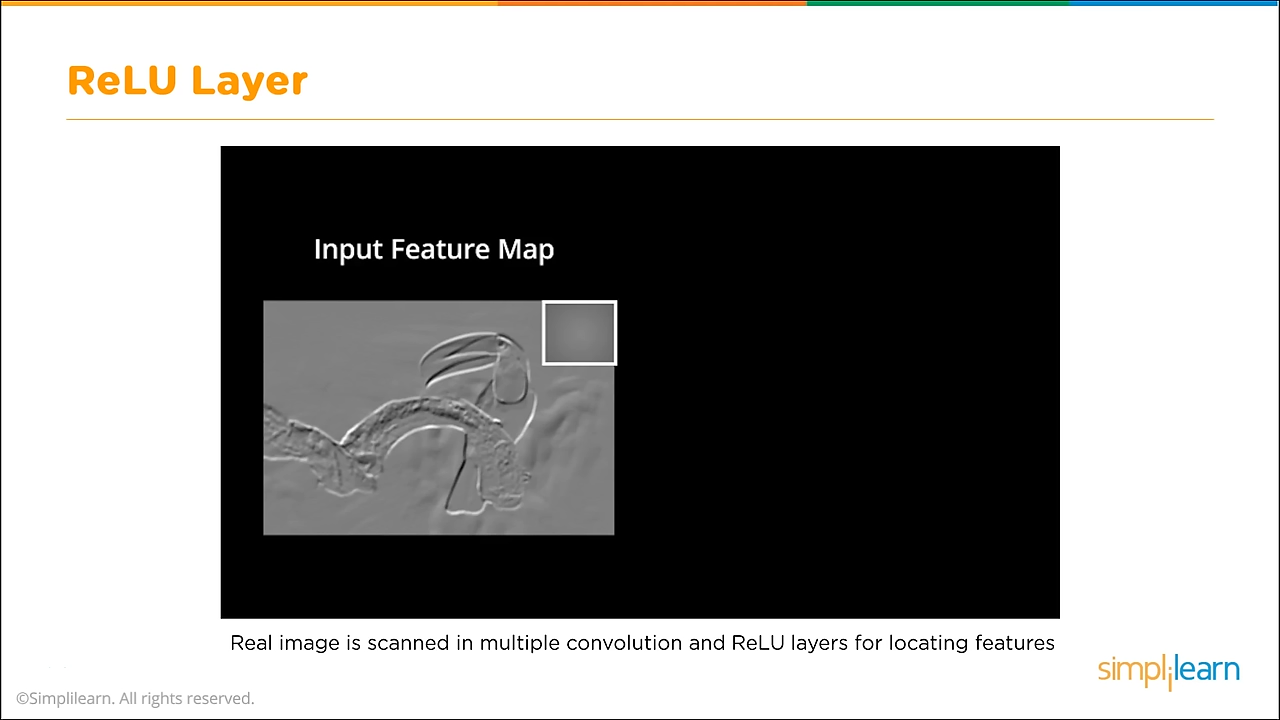 ReLU Layer
Input Feature Map
Real image is scanned in multiple convolution and ReLU layers for locating features
simplilearn
©Simplilearn. All rights reserved.